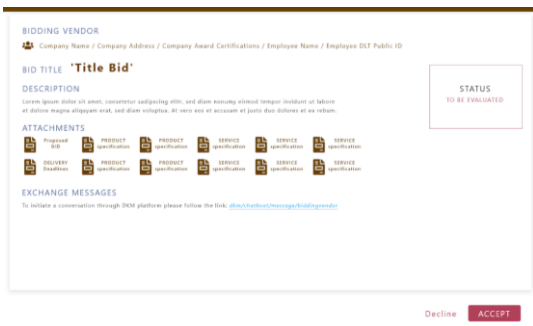 BIDDING VENDOR
Company Name / Company Address / Company Award Certifications / Employee Name / Employee DLT Public ID
BID TITLE 'Title Bid'
STATUS
TO BE EVALUATED
DESCRIPTION
Lorem ipsum dolor sit amet, consetetur sadipscing elitr, sed diam nonumy eirmod tempor invidunt ut labore
et dolore magna aliquyam erat, sed diam voluptua. At vero eos et accusam et justo duo dolores et ea rebum.
ATTACHMENTS
Proposed BID
PRODUCT specification
PRODUCT specification
SERVICE specification
SERVICE specification
SERVICE specification
DELIVERY Deadlines
PRODUCT specification
PRODUCT specification
SERVICE specification
SERVICE specification
SERVICE specification
EXCHANGE MESSAGES
To initiate a conversation through DKM platform please follow the link: dkm/chatboat/message/biddingvendor
Decline ACCEPT